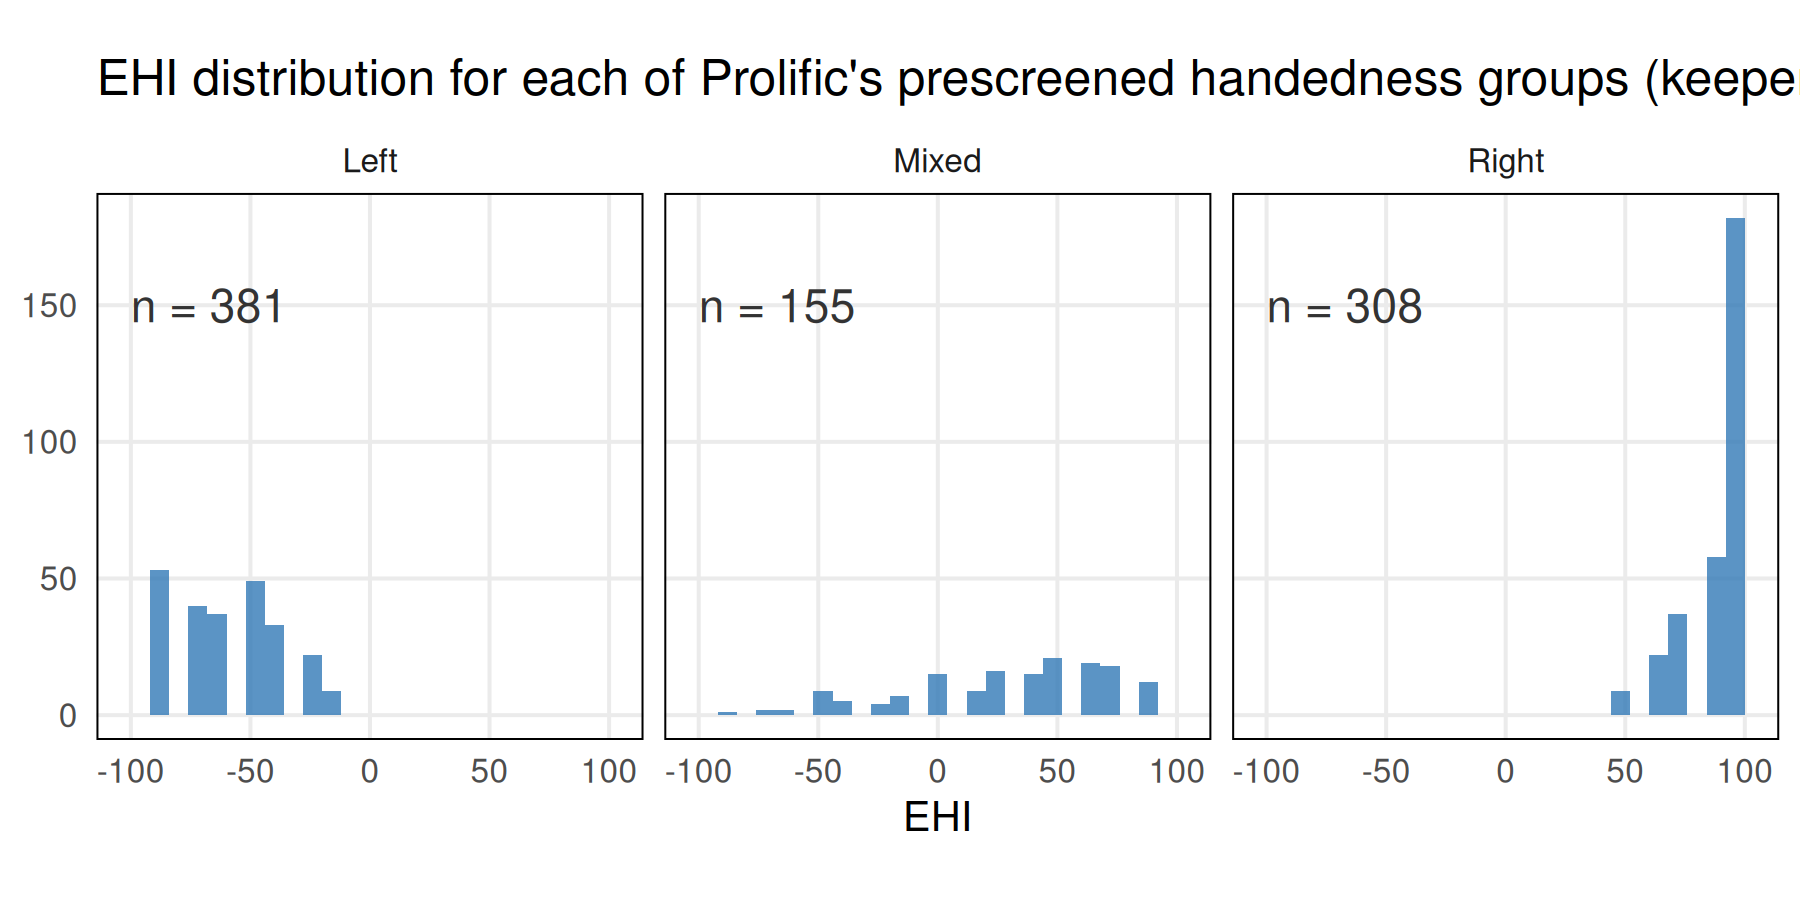 EHI distribution for each of Prolific's prescreened handedness groups (keeper
Left Mixed Right
n = 381 n = 155 n = 308
150
100
50
0
-100 -50 0 50 100 -100 -50 0 50 100 -100 -50 0 50 100
EHI